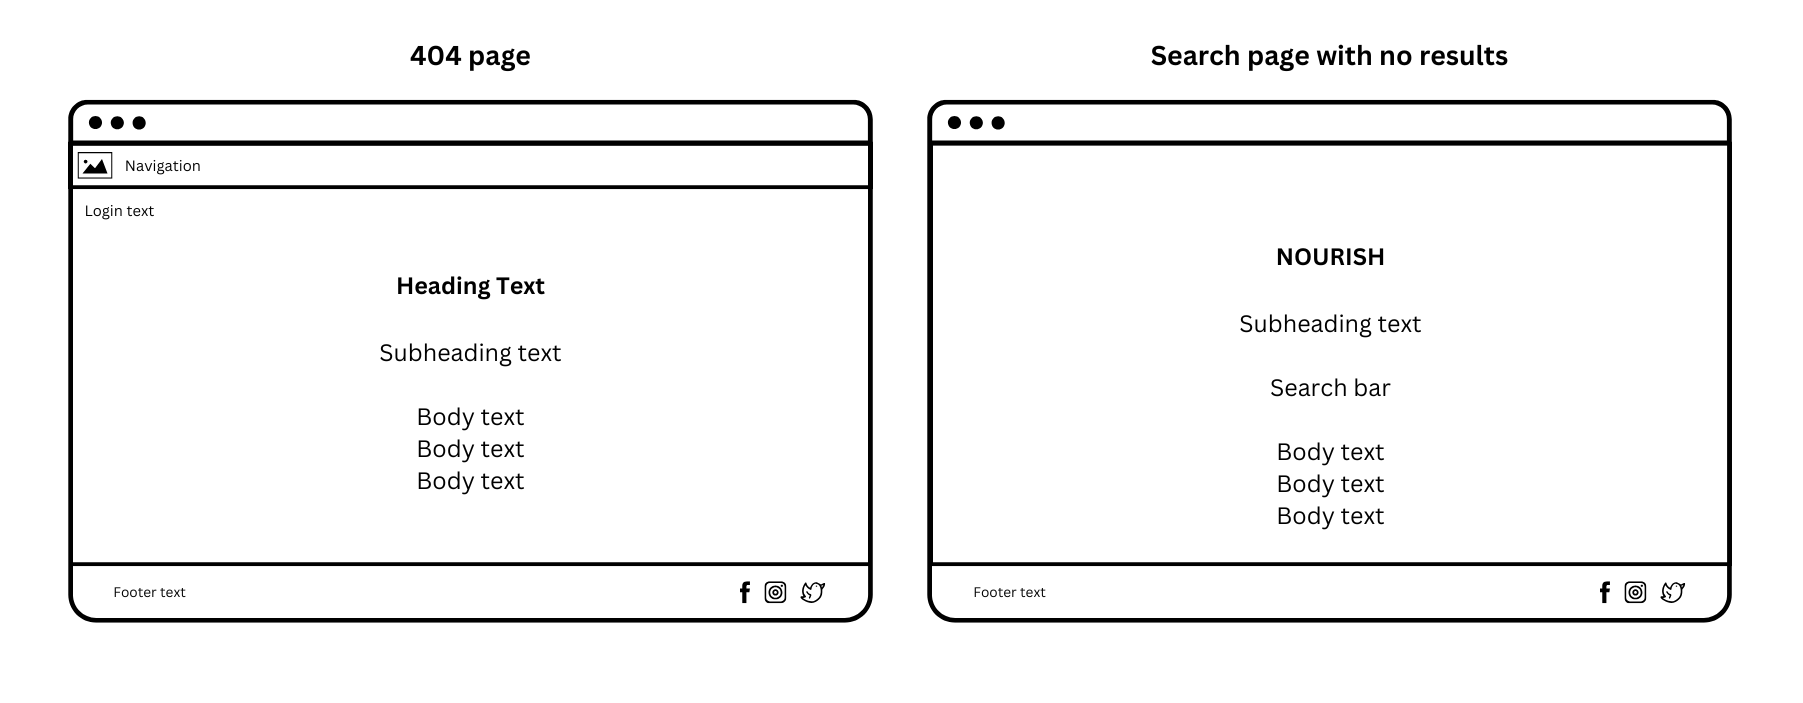 404 page
Navigation
Login text
Heading Text
Subheading text
Body text
Body text
Body text
Footer text
Search page with no results
NOURISH
Subheading text
Search bar
Body text
Body text
Body text
Footer text